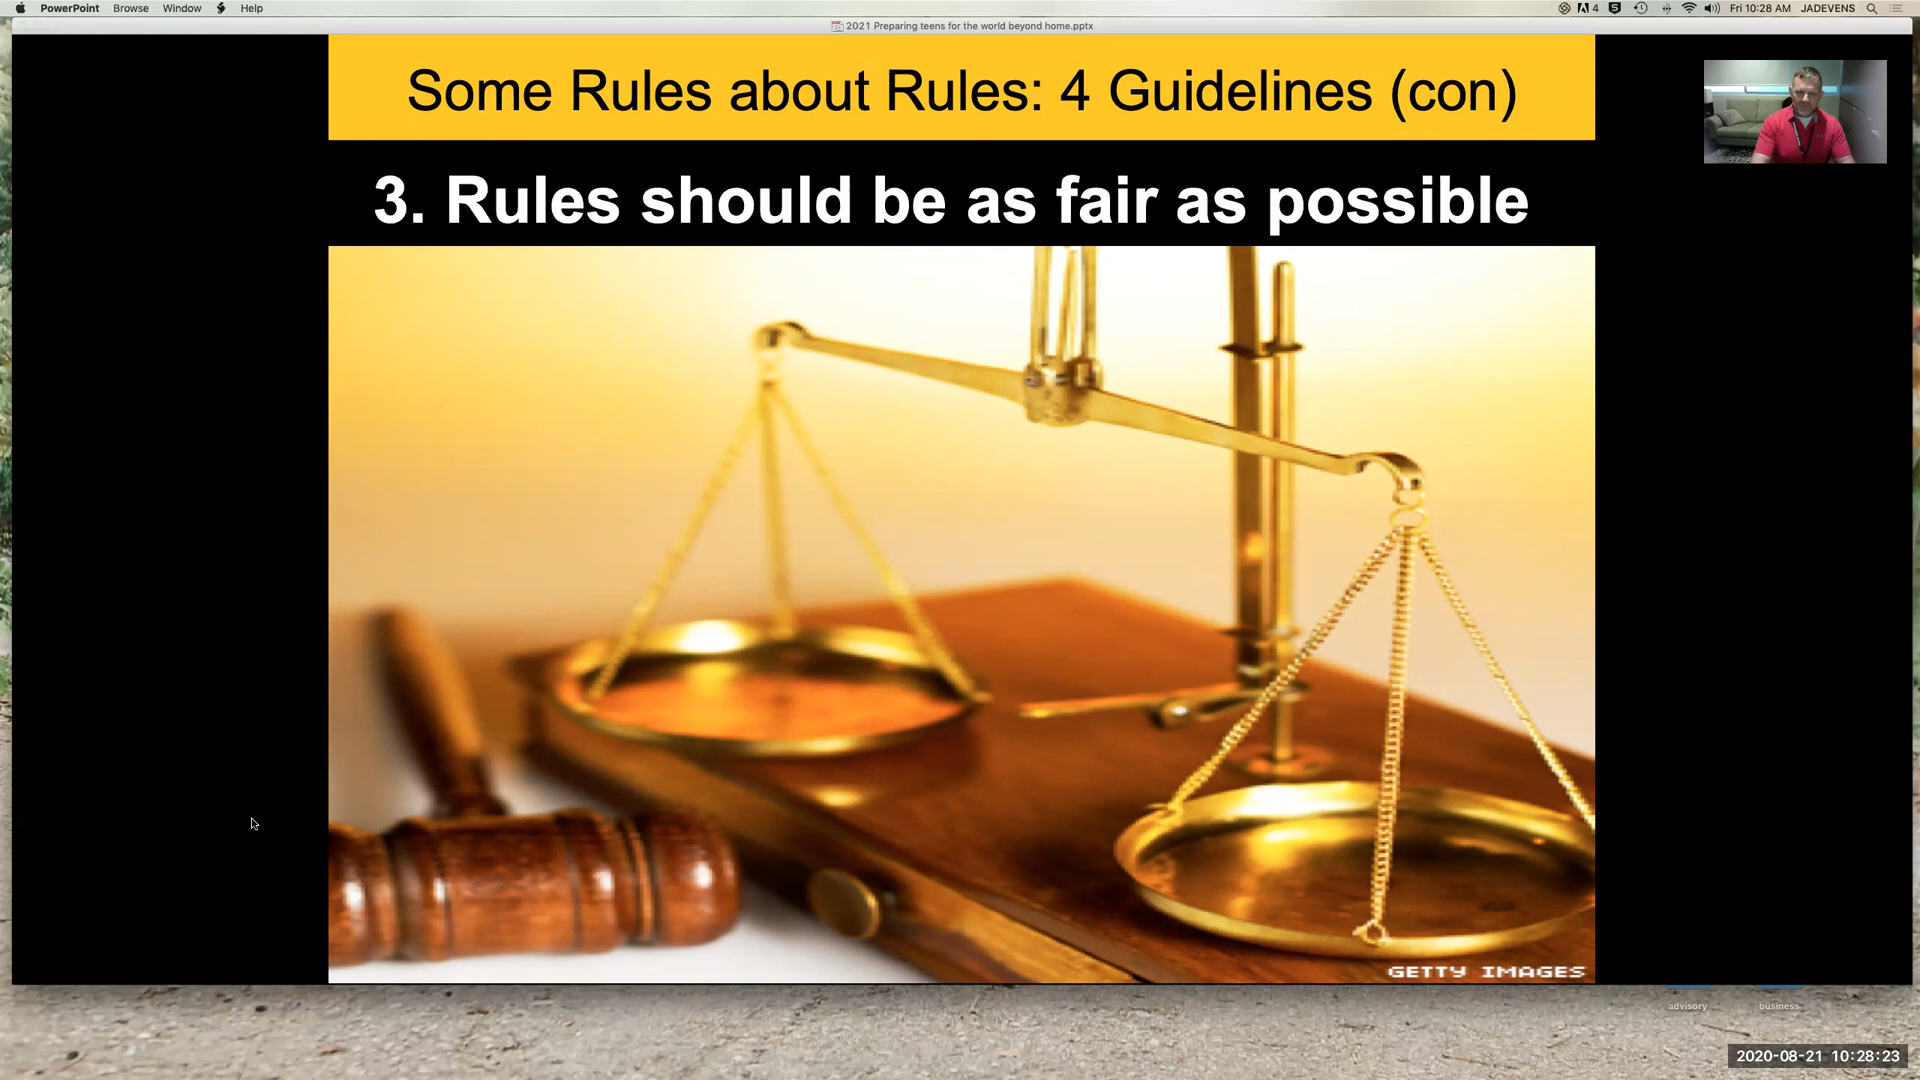 PowerPoint Browse Window Help
4 Fri 10:28 AM JADEVENS
2021 Preparing teens for the world beyond home.pptx
Some Rules about Rules: 4 Guidelines (con)
3. Rules should be as fair as possible
GETTY IMAGES
advisory business
2020-08-21 10:28:23